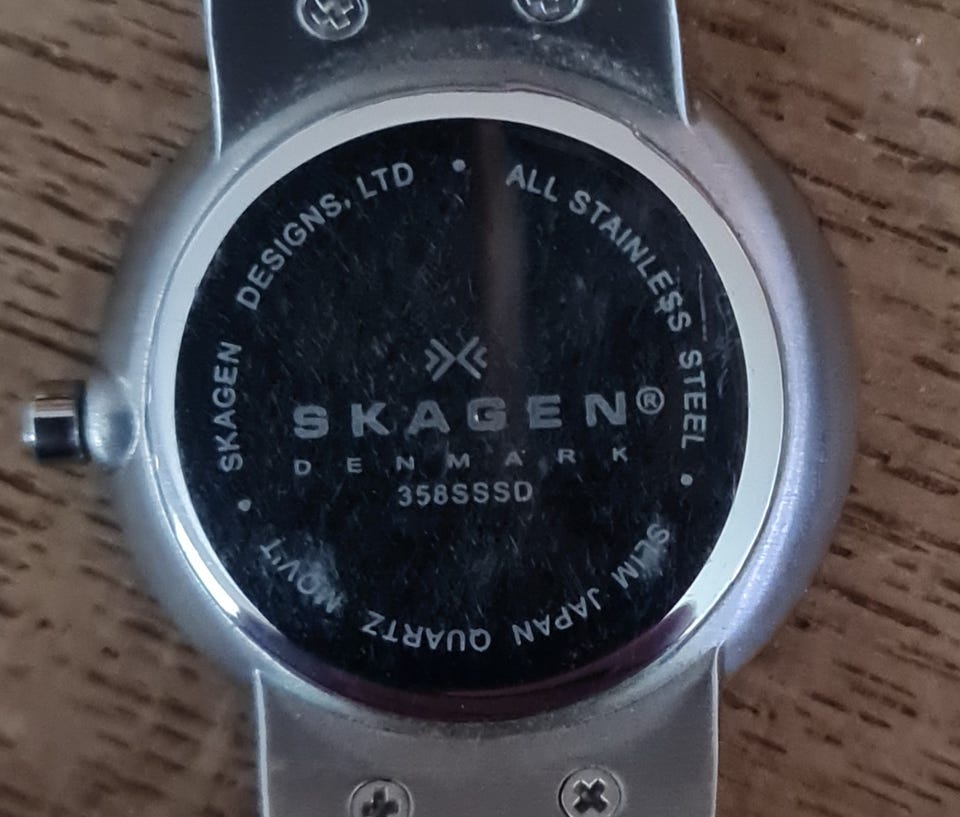 SKAGEN DESIGNS, LTD • ALL STAINLESS STEEL • SLIM JAPAN QUARTZ MOV'T •
SKAGEN®
DENMARK
358SSSD